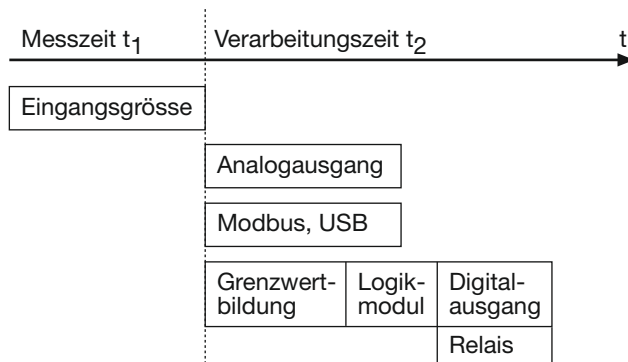 Messzeit t1 Verarbeitungszeit t2 t
Eingangsgrösse
Analogausgang
Modbus, USB
Grenzwert- Logik- Digital-
bildung modul ausgang
Relais